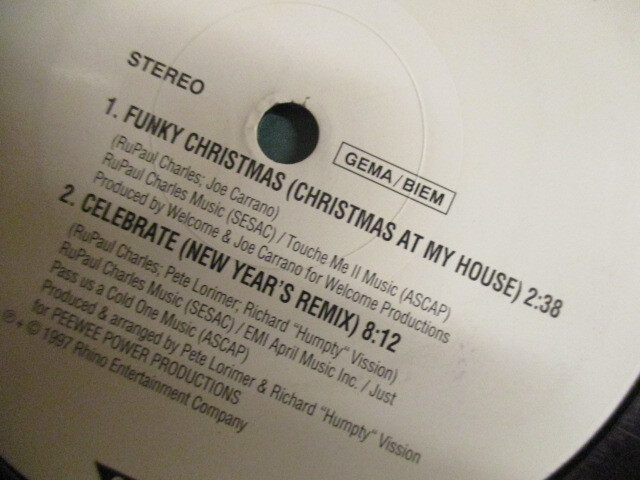 STEREO
GEMA/BIEM
1. FUNKY CHRISTMAS (CHRISTMAS AT MY HOUSE) 2:38
(RuPaul Charles; Joe Carrano)
RuPaul Charles Music (SESAC) / Touche Me II Music (ASCAP)
Produced by Welcome & Joe Carrano for Welcome Productions
2. CELEBRATE (NEW YEAR'S REMIX) 8:12
(RuPaul Charles; Pete Lorimer; Richard "Humpty" Vission)
RuPaul Charles Music (SESAC) / EMI April Music Inc. / Just
Pass us a Cold One Music (ASCAP)
Produced & arranged by Pete Lorimer & Richard "Humpty" Vission
for PEEWEE POWER PRODUCTIONS
℗ + © 1997 Rhino Entertainment Company